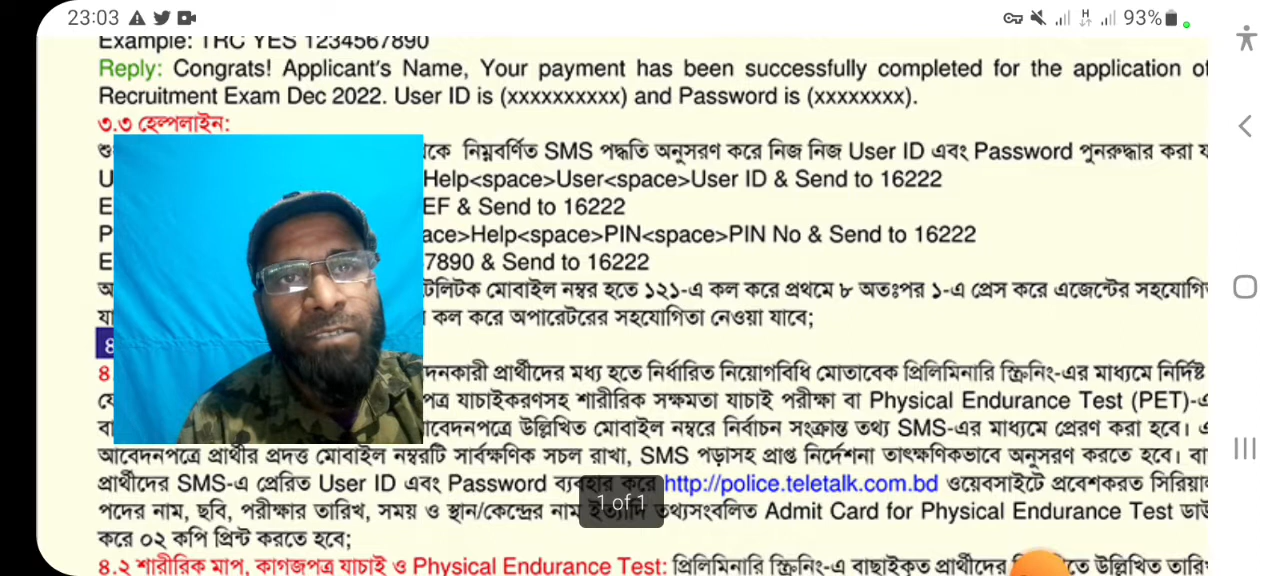 23:03 93%
Example: TRC YES 1234567890
Reply: Congrats! Applicant's Name, Your payment has been successfully completed for the application of
Recruitment Exam Dec 2022. User ID is (xxxxxxxxxx) and Password is (xxxxxxxx).
৩.৩ হেল্পলাইন:
নিম্নবর্ণিত SMS পদ্ধতি অনুসরণ করে নিজ নিজ User ID এবং Password পুনরুদ্ধার করা
Help<space>User<space>User ID & Send to 16222
EF & Send to 16222
ace>Help<space>PIN<space>PIN No & Send to 16222
7890 & Send to 16222
মোবাইল নম্বর হতে ১২১-এ কল করে প্রথমে ৮ অতঃপর ১-এ প্রেস করে এজেন্টের
কল করে অপারেটরের সহযোগিতা নেওয়া যাবে;
৪
প্রার্থীদের মধ্য হতে নির্ধারিত নিয়োগবিধি মোতাবেক প্রিলিমিনারি স্ক্রিনিং-এর মাধ্যমে নির্দিষ্ট
যাচাইকরণসহ শারীরিক সক্ষমতা যাচাই পরীক্ষা বা Physical Endurance Test (PET)-এ
উল্লিখিত মোবাইল নম্বরে নির্বাচন সংক্রান্ত তথ্য SMS-এর মাধ্যমে প্রেরণ করা হবে।
আবেদনপত্রে প্রার্থীর প্রদত্ত মোবাইল নম্বরটি সার্বক্ষণিক সচল রাখা, SMS পড়াসহ প্রাপ্ত নির্দেশনা তাৎক্ষণিকভাবে অনুসরণ করতে হবে।
প্রার্থীদের SMS-এ প্রেরিত User ID এবং Password ব্যবহার করে http://police.teletalk.com.bd ওয়েবসাইটে প্রবেশকরত
1 of 1
পদের নাম, ছবি, পরীক্ষার তারিখ, সময় ও স্থান/কেন্দ্রের নাম ইত্যাদি তথ্যসংবলিত Admit Card for Physical Endurance Test
করে ০২ কপি প্রিন্ট করতে হবে;
৪.২ শারীরিক মাপ, কাগজপত্র যাচাই ও Physical Endurance Test: প্রিলিমিনারি স্ক্রিনিং-এ বাছাইকৃত প্রার্থীদের উল্লিখিত